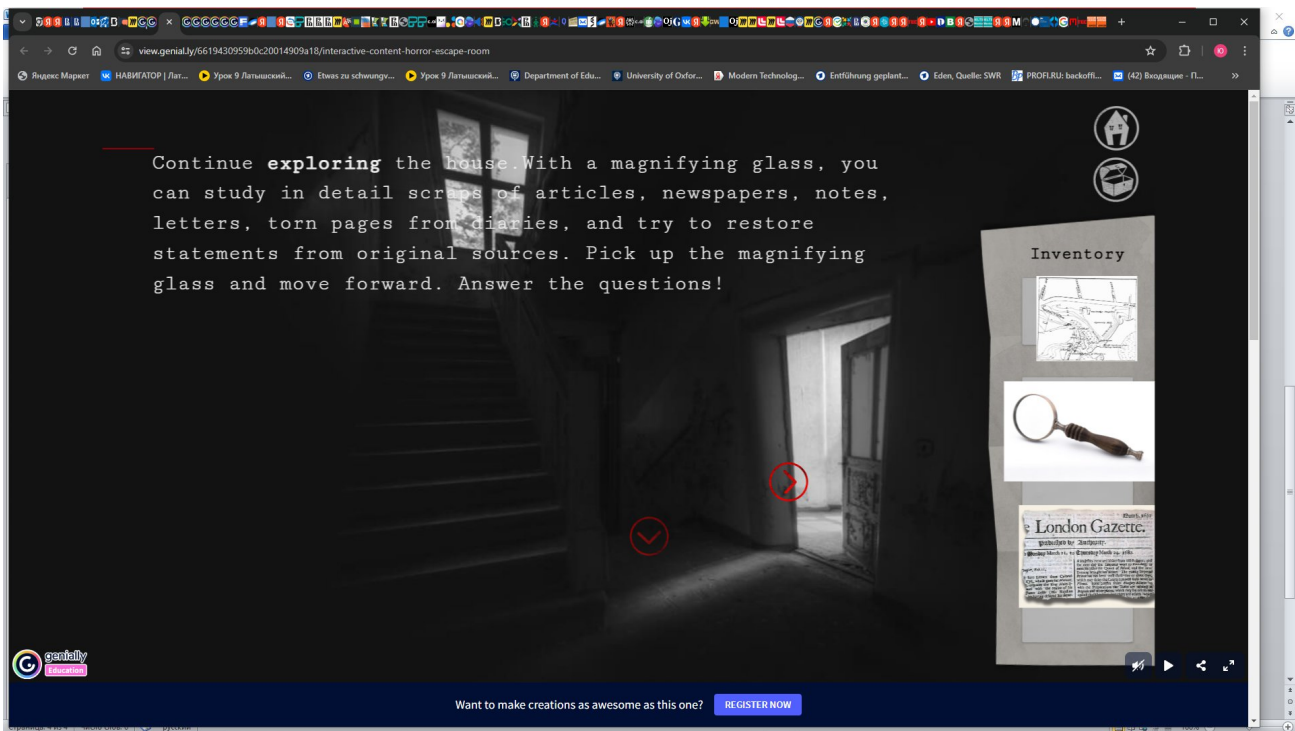 view.genial.ly/6619430959b0c20014909a18/interactive-content-horror-escape-room
Яндекс Маркет
НАВИГАТОР | Лат...
Урок 9 Латышский...
Etwas zu schwungv...
Урок 9 Латышский...
Department of Edu...
University of Oxfor...
Modern Technolog...
Entführung geplant...
Eden, Quelle: SWR
PROFI.RU: backoffi...
(42) Входящие - П...
Continue exploring the house.With a magnifying glass, you
can study in detail scraps of articles, newspapers, notes,
letters, torn pages from diaries, and try to restore
statements from original sources. Pick up the magnifying
glass and move forward. Answer the questions!
Inventory
London Gazette.
Published by Authority.
genially
Education
Want to make creations as awesome as this one?
REGISTER NOW